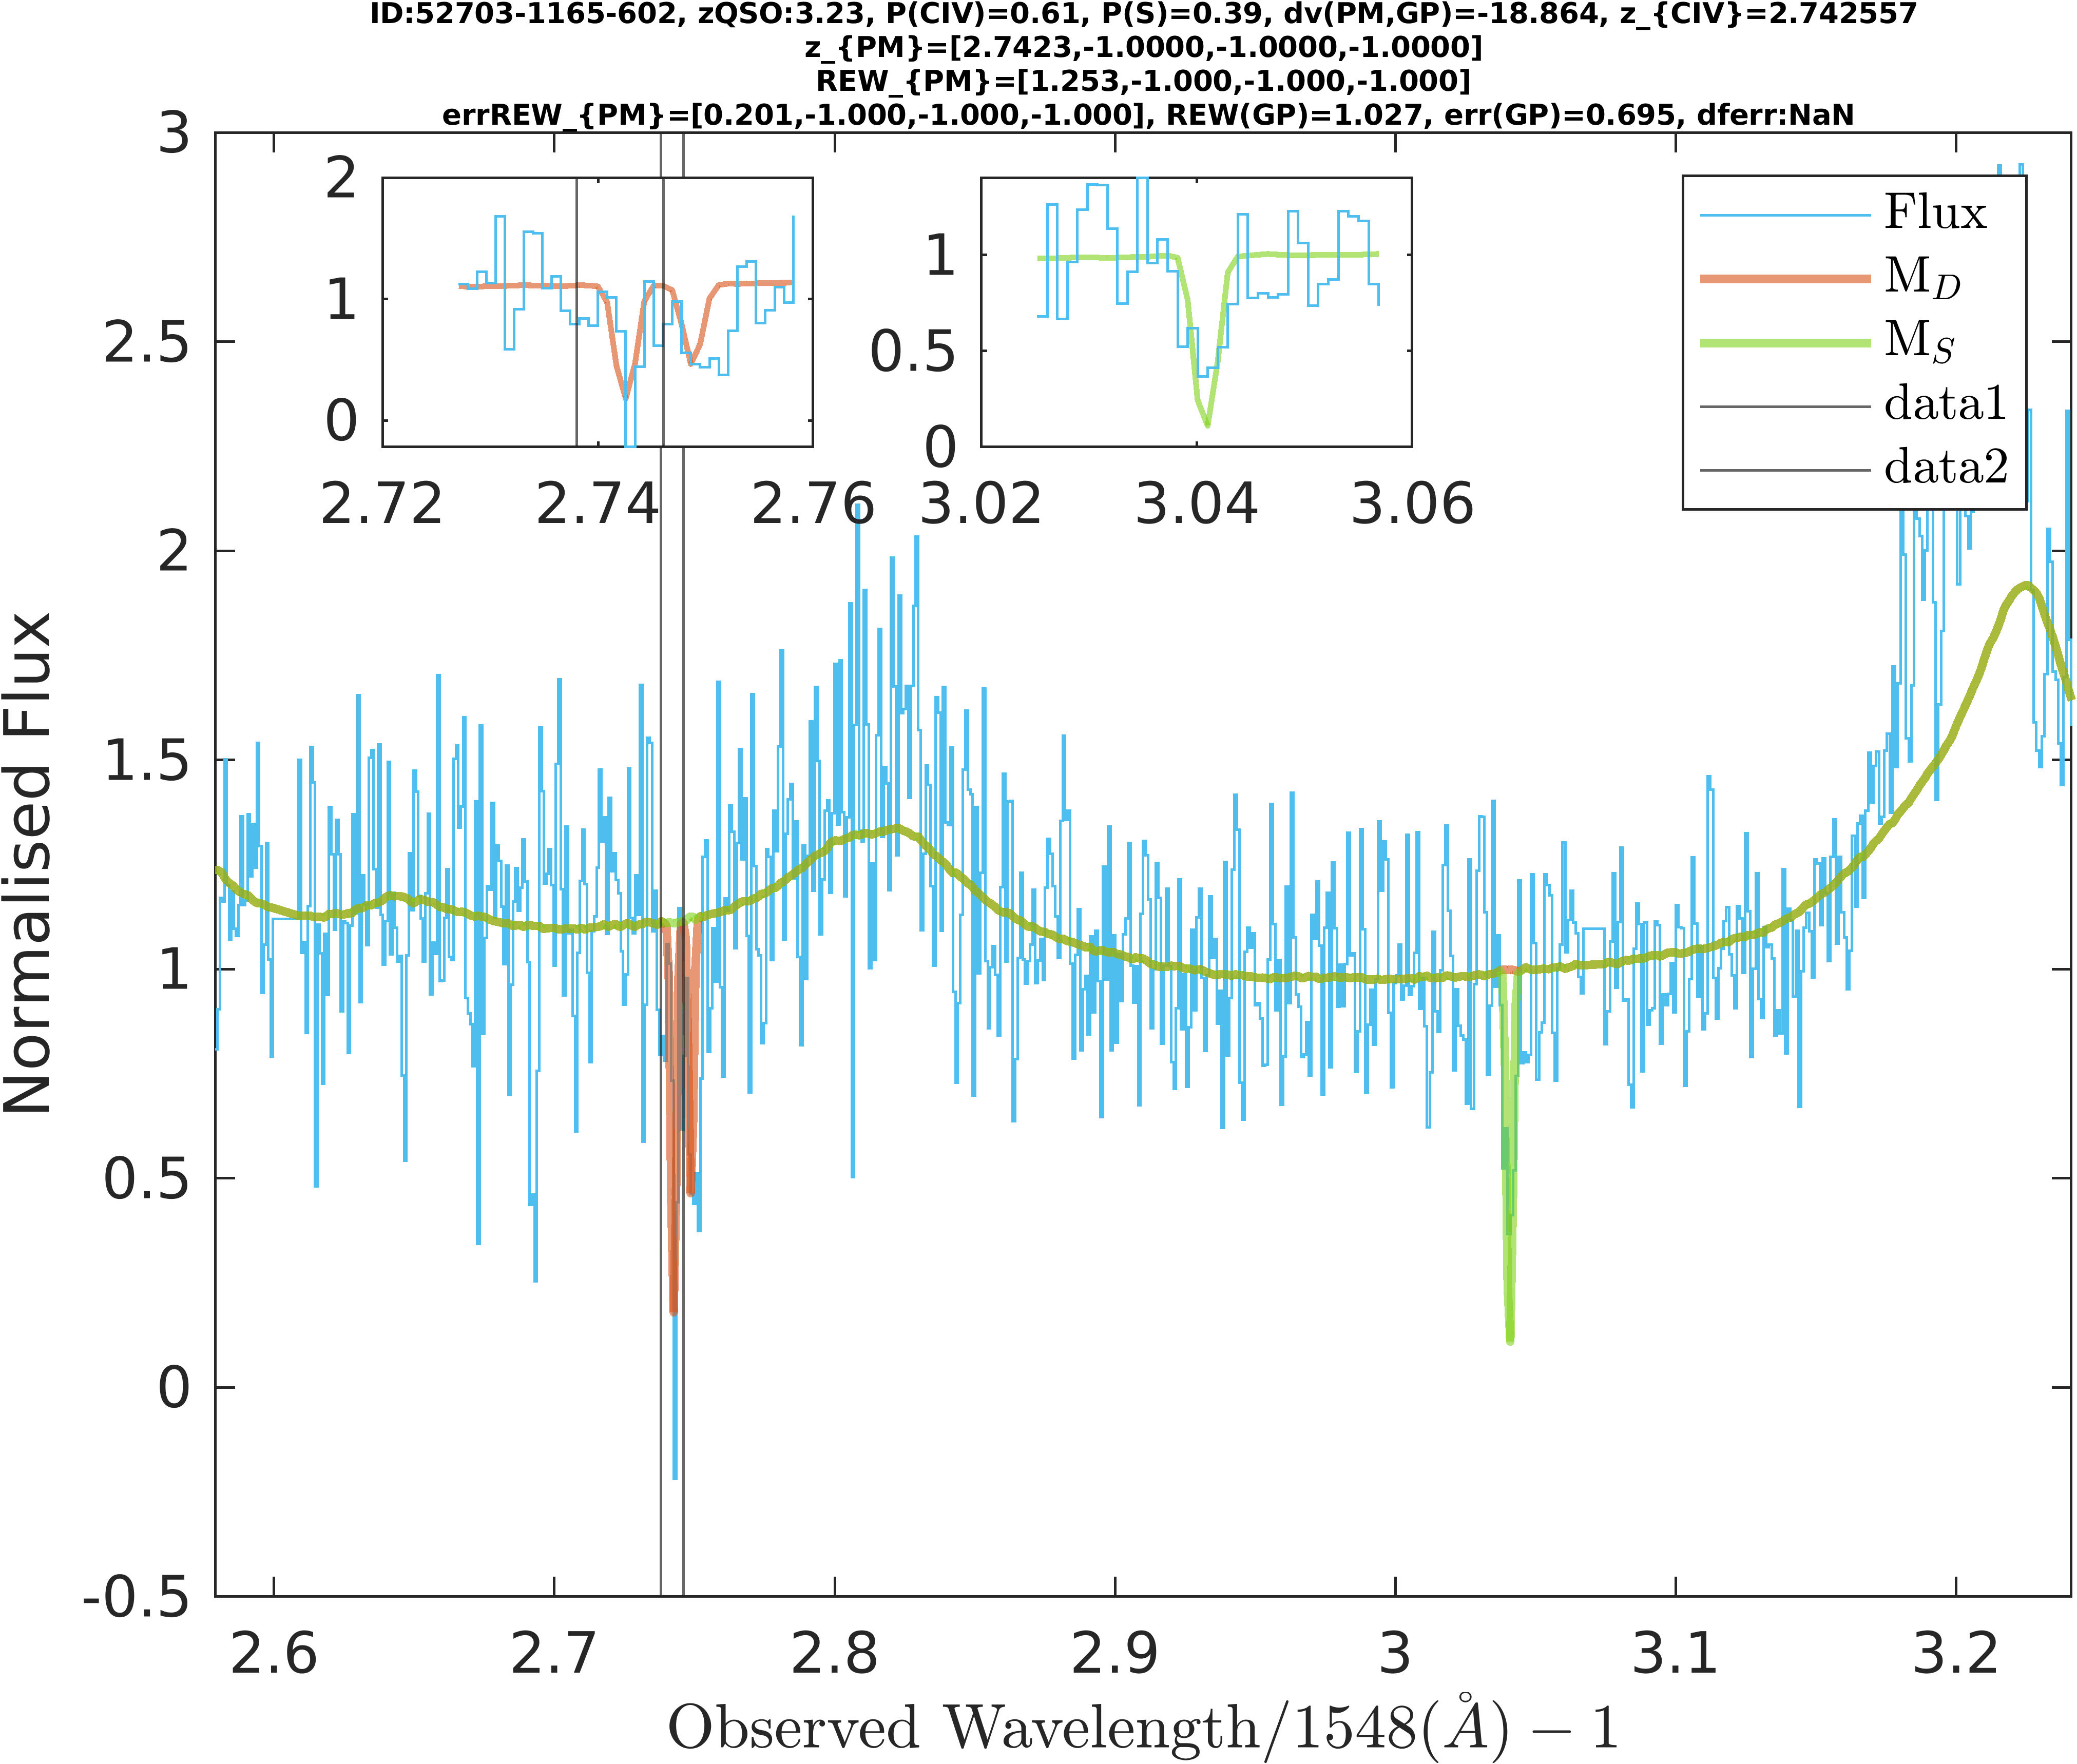 ID:52703-1165-602, zQSO:3.23, P(CIV)=0.61, P(S)=0.39, dv(PM,GP)=-18.864, z_{CIV}=2.742557
z_{PM}=[2.7423,-1.0000,-1.0000,-1.0000]
REW_{PM}=[1.253,-1.000,-1.000,-1.000]
errREW_{PM}=[0.201,-1.000,-1.000,-1.000], REW(GP)=1.027, err(GP)=0.695, dferr:NaN
3
2.5
2
1.5
1
0.5
0
-0.5
Normalised Flux
2
1
0
2.72 2.74 2.76
1
0.5
0
3.02 3.04 3.06
Flux
M_D
M_S
data1
data2
2.6 2.7 2.8 2.9 3 3.1 3.2
Observed Wavelength/1548(Å) − 1